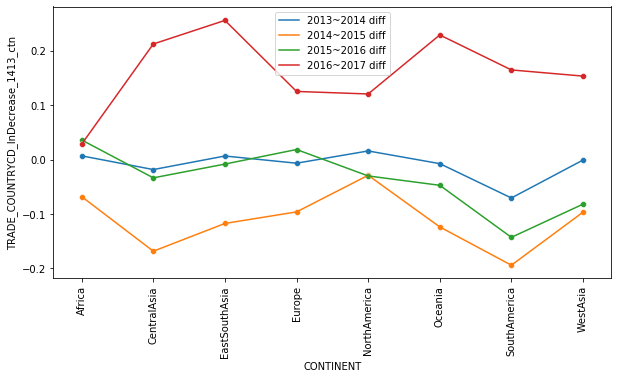 2013~2014 diff
2014~2015 diff
2015~2016 diff
2016~2017 diff
TRADE_COUNTRYCD_InDecrease_1413_ctn
0.2
0.1
0.0
−0.1
−0.2
Africa
CentralAsia
EastSouthAsia
Europe
NorthAmerica
Oceania
SouthAmerica
WestAsia
CONTINENT